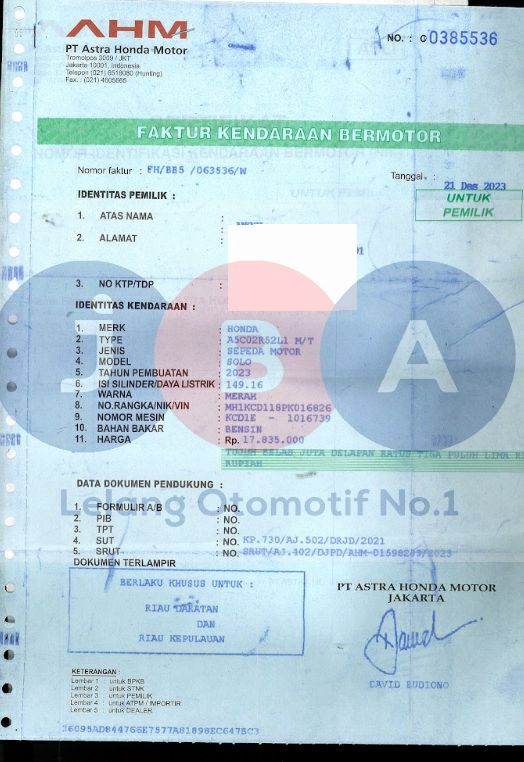 AHM
PT Astra Honda Motor
Tromolpos 3009 / JKT
Jakarta 10001, Indonesia
Telepon (021) 6518080 (Hunting)
Fax. : (021) 4605665
NO. : G 0385536
FAKTUR KENDARAAN BERMOTOR
Nomor faktur : FH/BB5 /063536/W
Tanggal : 21 Des 2023
UNTUK
PEMILIK
IDENTITAS PEMILIK :
1. ATAS NAMA :
2. ALAMAT :
3. NO KTP/TDP :
IDENTITAS KENDARAAN :
1. MERK : HONDA
2. TYPE : A5C02R52L1 M/T
3. JENIS : SEPEDA MOTOR
4. MODEL : SOLO
5. TAHUN PEMBUATAN : 2023
6. ISI SILINDER/DAYA LISTRIK : 149.16
7. WARNA : MERAH
8. NO.RANGKA/NIK/VIN : MH1KCD118PK016826
9. NOMOR MESIN : KCD1E - 1016739
10. BAHAN BAKAR : BENSIN
11. HARGA : Rp. 17.835.000
TUJUH BELAS JUTA DELAPAN RATUS TIGA PULUH LIMA
RUPIAH
DATA DOKUMEN PENDUKUNG :
JBA
Lelang Otomotif No.1
1. FORMULIR A/B : NO.
2. PIB : NO.
3. TPT : NO.
4. SUT : NO. KP.730/AJ.502/DRJD/2021
5. SRUT : NO. SRUT/AJ.402/DJPD/AHM-01598289/2023
DOKUMEN TERLAMPIR
BERLAKU KHUSUS UNTUK :
RIAU DARATAN
DAN
RIAU KEPULAUAN
PT ASTRA HONDA MOTOR
JAKARTA
DAVID BUDIONO
KETERANGAN :
Lembar 1 : untuk BPKB
Lembar 2 : untuk STNK
Lembar 3 : untuk PEMILIK
Lembar 4 : untuk ATPM / IMPORTIR
Lembar 5 : untuk DEALER